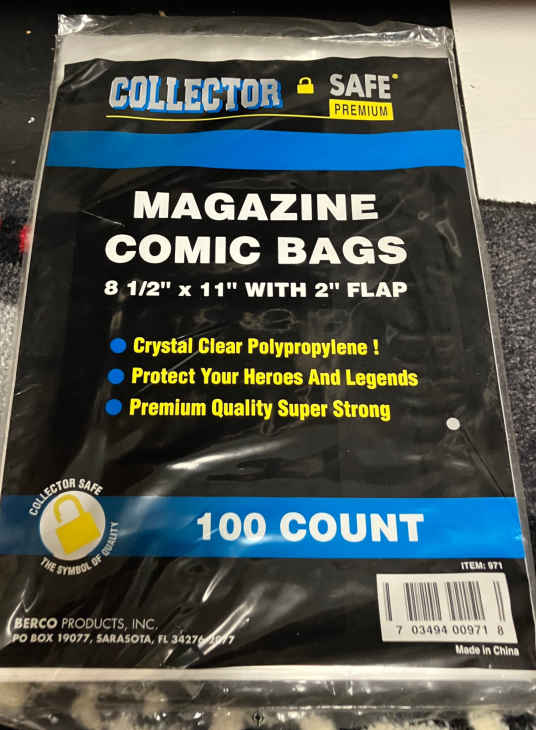 COLLECTOR SAFE®
PREMIUM
MAGAZINE
COMIC BAGS
8 1/2" x 11" WITH 2" FLAP
Crystal Clear Polypropylene !
Protect Your Heroes And Legends
Premium Quality Super Strong
COLLECTOR SAFE
THE SYMBOL OF QUALITY
100 COUNT
ITEM: 971
7 03494 00971 8
BERCO PRODUCTS, INC.
PO BOX 19077, SARASOTA, FL 34276-2077
Made in China